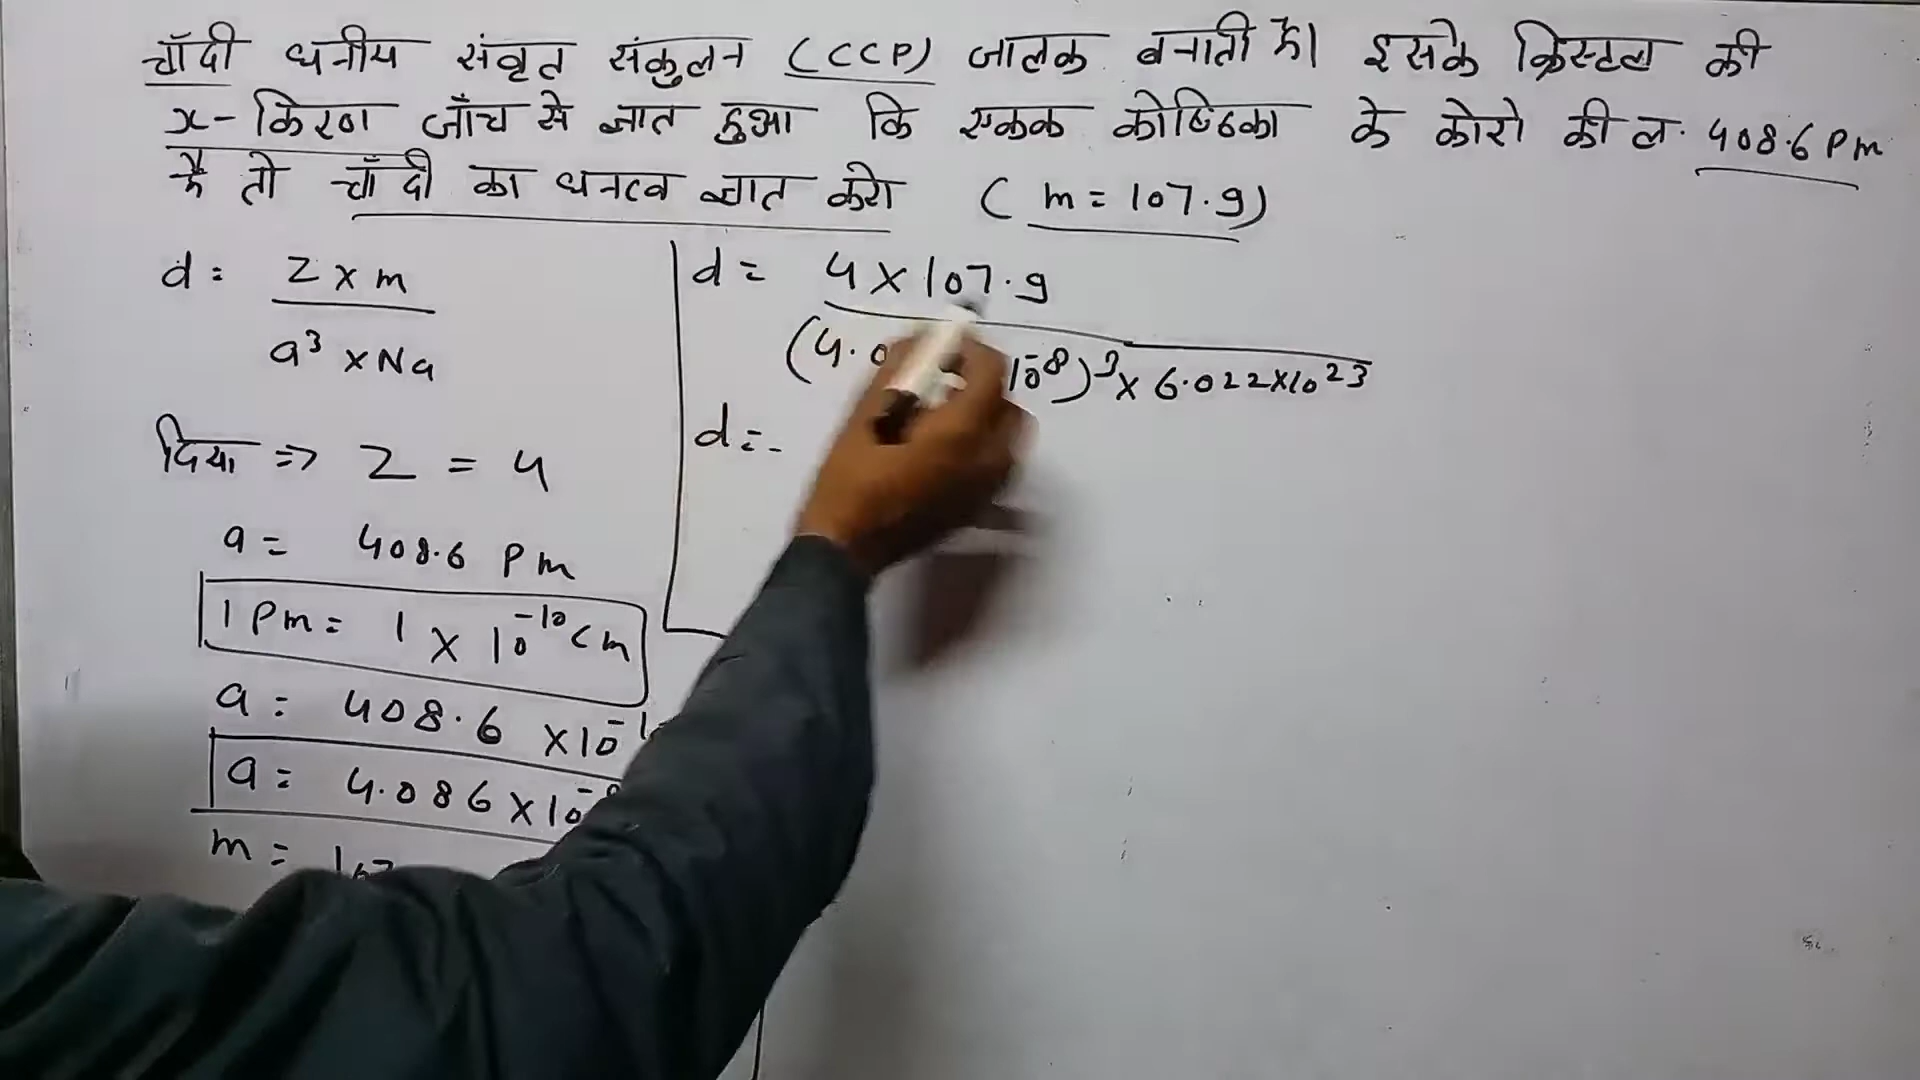 चाँदी धनीय संवृत संकुलन (CCP) जालक बनाती है। इसके क्रिस्टल की
x-किरण जाँच से ज्ञात हुआ कि एकक कोष्ठिका के कोरो की ल. 408.6 Pm
है तो चाँदी का घनत्व ज्ञात करो (m = 107.9)
d = Z × m
a³ × Na
दिया ⇒ Z = 4
a = 408.6 Pm
1 Pm = 1 × 10⁻¹⁰ cm
a = 408.6 ×10
a = 4.086 × 10
m = 107
d = 4 × 107.9
(4.0 10⁻⁸)³ × 6.022×10²³
d =